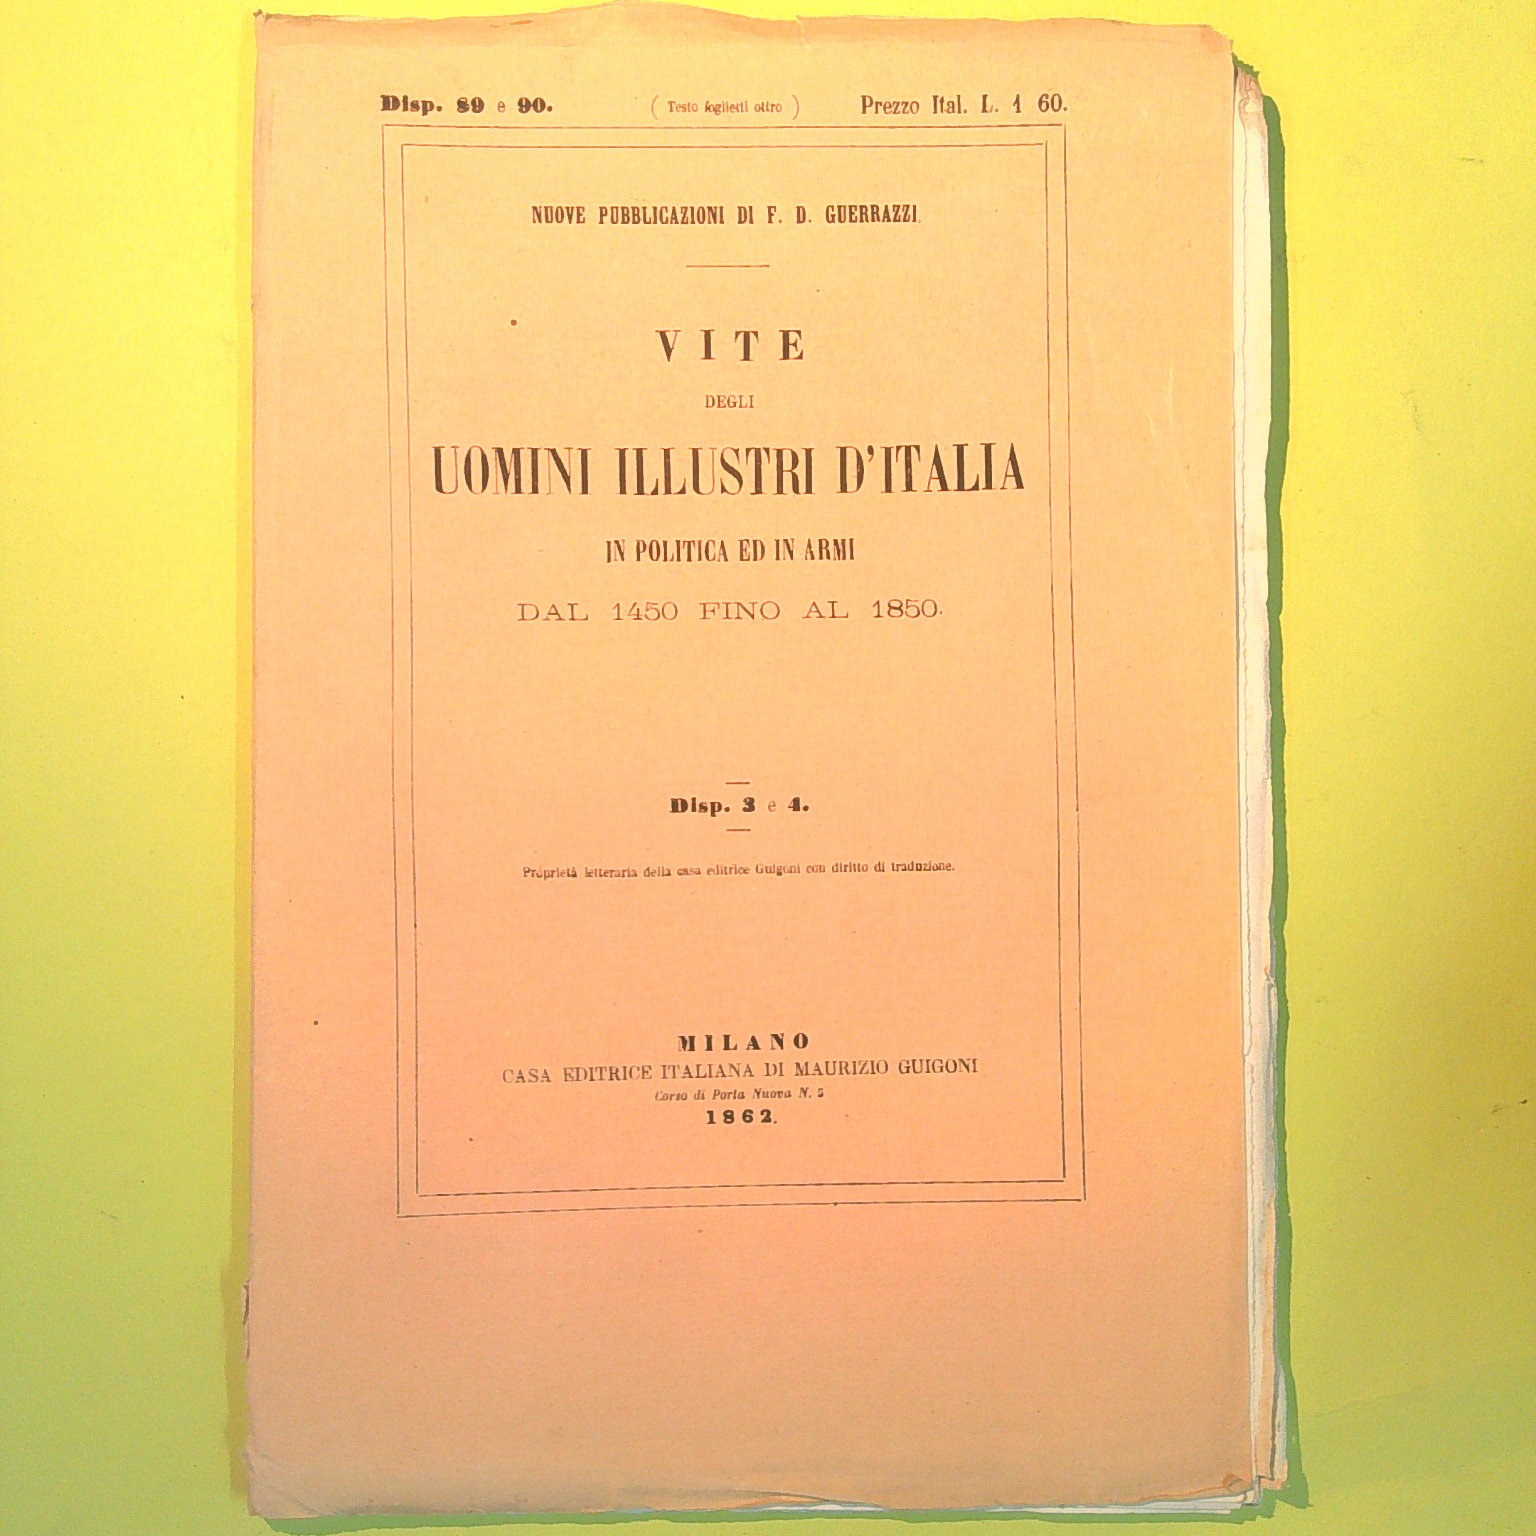 Disp. 89 e 90. ( Testo foglietti ottro ) Prezzo Ital. L. 1 60.
NUOVE PUBBLICAZIONI DI F. D. GUERRAZZI
VITE
DEGLI
UOMINI ILLUSTRI D'ITALIA
IN POLITICA ED IN ARMI
DAL 1450 FINO AL 1850.
Disp. 3 e 4.
Proprietà letteraria della casa editrice Guigoni con diritto di traduzione.
MILANO
CASA EDITRICE ITALIANA DI MAURIZIO GUIGONI
Corso di Porta Nuova N. 5
1862.